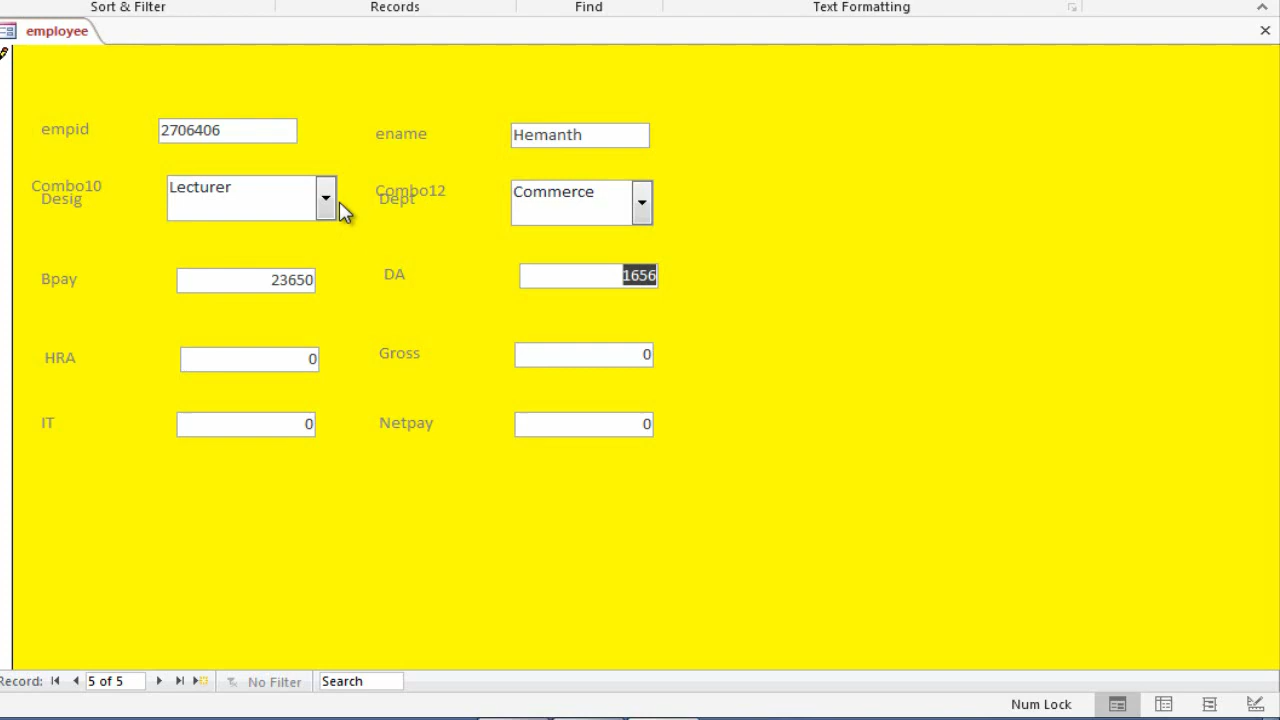 Sort & Filter Records Find Text Formatting
employee
empid 2706406 ename Hemanth
Combo10 Lecturer Combo12 Commerce
Desig Dept
Bpay 23650 DA 1656
HRA 0 Gross 0
IT 0 Netpay 0
Record: 5 of 5 No Filter Search
Num Lock